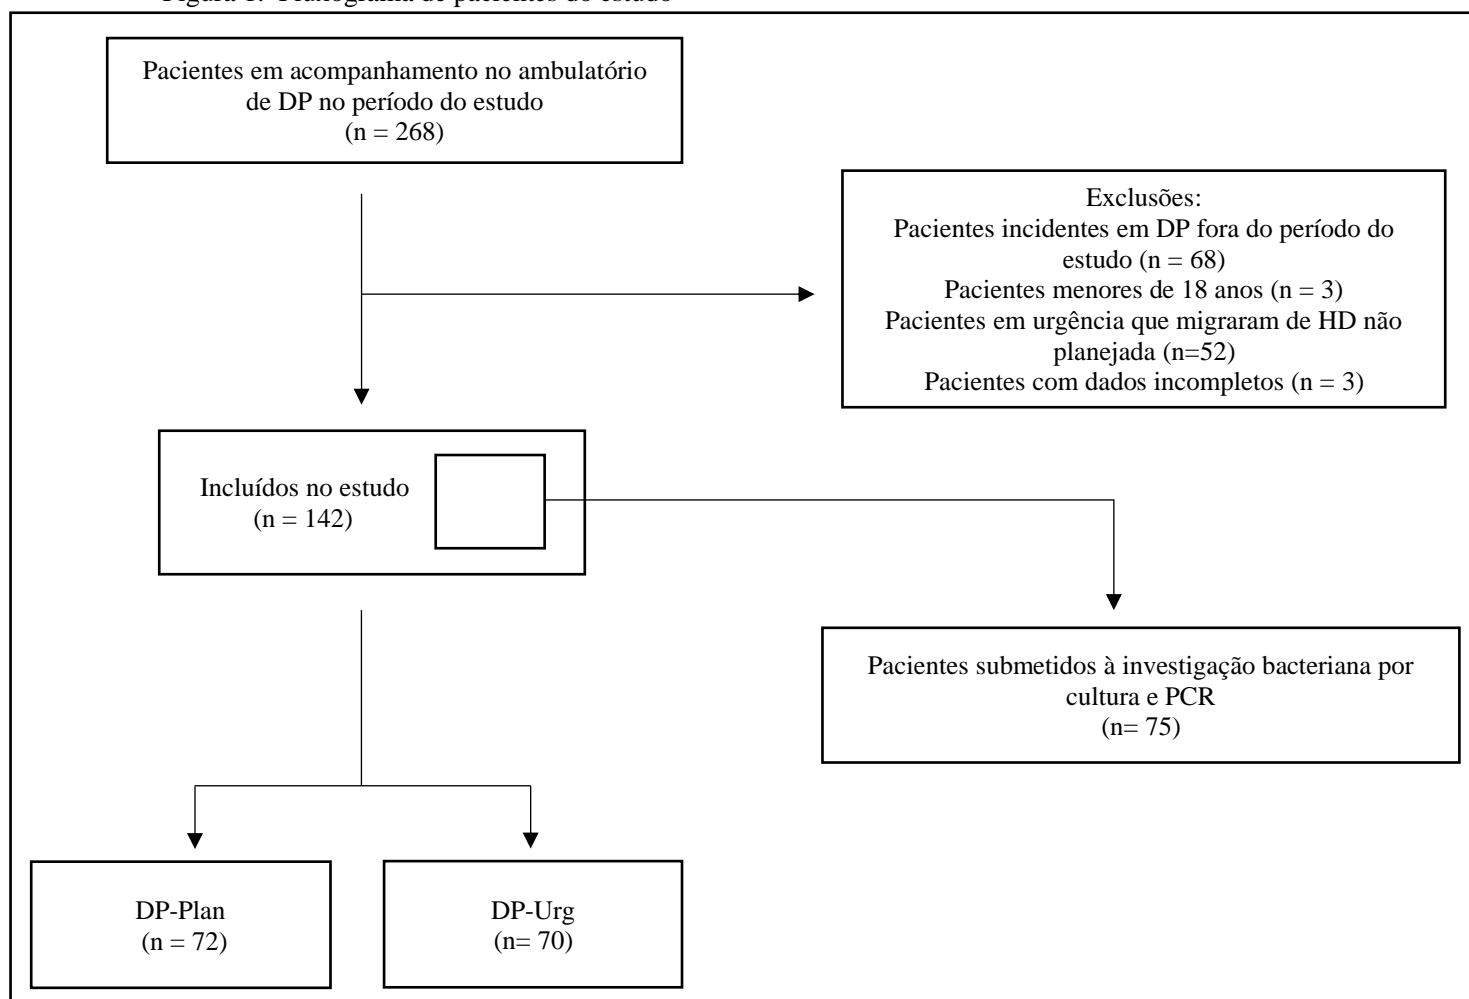 Figura 1. Fluxograma de pacientes do estudo
Pacientes em acompanhamento no ambulatório
de DP no período do estudo
(n = 268)
Exclusões:
Pacientes incidentes em DP fora do período do
estudo (n = 68)
Pacientes menores de 18 anos (n = 3)
Pacientes em urgência que migraram de HD não
planejada (n=52)
Pacientes com dados incompletos (n = 3)
Incluídos no estudo
(n = 142)
Pacientes submetidos à investigação bacteriana por
cultura e PCR
(n= 75)
DP-Plan
(n = 72)
DP-Urg
(n= 70)